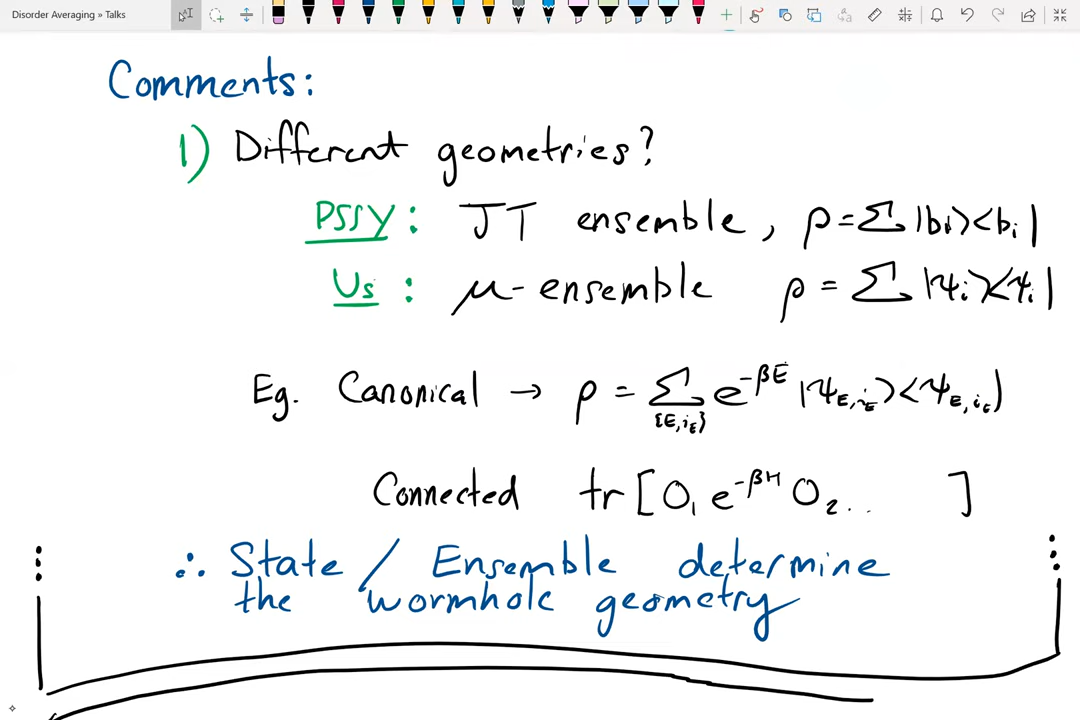 Disorder Averaging » Talks
Comments:
1) Different geometries?
PSSY: JT ensemble, ρ=Σ|bᵢ><bᵢ|
Us: μ-ensemble ρ = Σ|ψᵢ><ψᵢ|
Eg. Canonical → ρ = Σ_{{E,i_E}} e^{-βE} |ψ_{E,i_E}><ψ_{E,i_E}|
Connected tr[O₁ e^{-βH} O₂.. ]
∴ State / Ensemble determine
the wormhole geometry